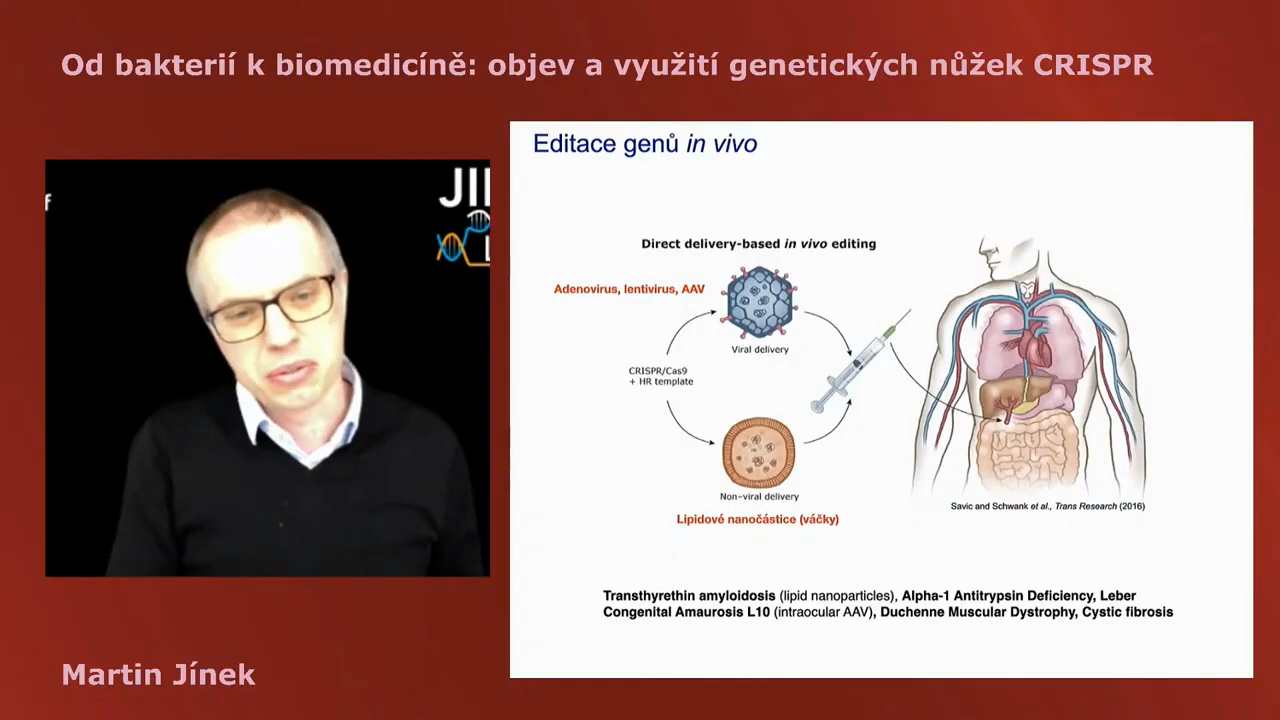 Od bakterií k biomedicíně: objev a využití genetických nůžek CRISPR
Editace genů in vivo
Direct delivery-based in vivo editing
Adenovirus, lentivirus, AAV
Viral delivery
CRISPR/Cas9
+ HR template
Non-viral delivery
Lipidové nanočástice (váčky)
Savic and Schwank et al., Trans Research (2016)
Transthyrethin amyloidosis (lipid nanoparticles), Alpha-1 Antitrypsin Deficiency, Leber
Congenital Amaurosis L10 (intraocular AAV), Duchenne Muscular Dystrophy, Cystic fibrosis
Martin Jínek